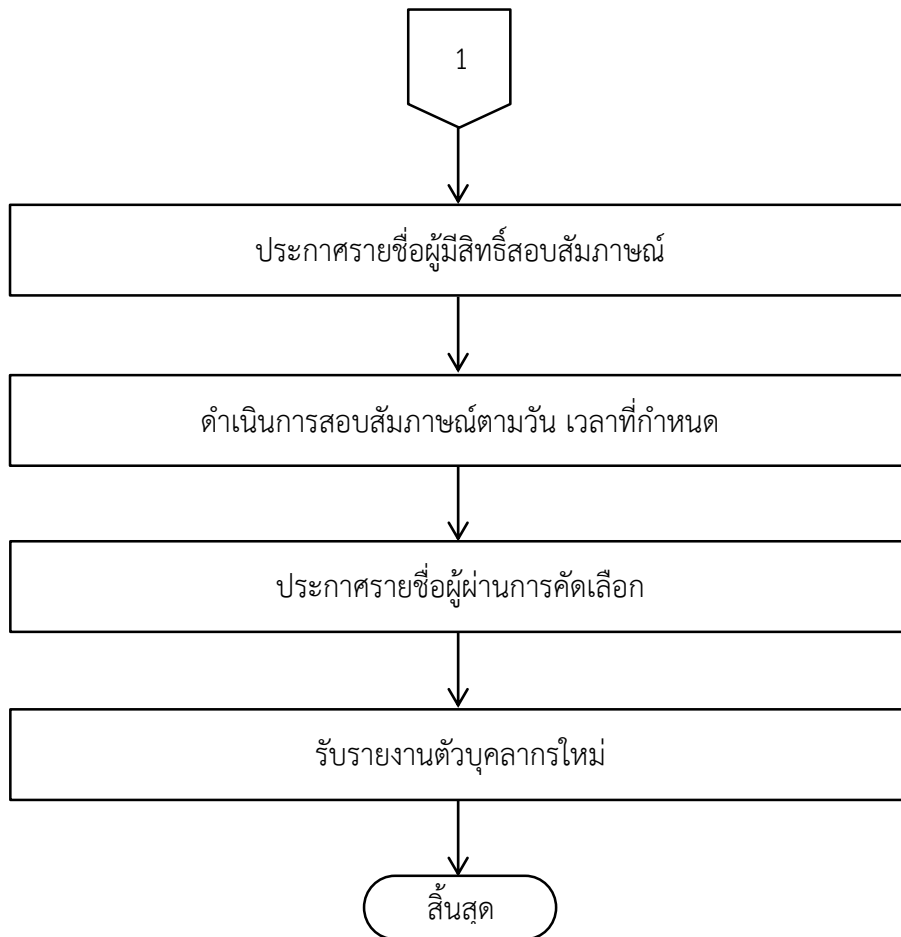 1
ประกาศรายชื่อผู้มีสิทธิ์สอบสัมภาษณ์
ดำเนินการสอบสัมภาษณ์ตามวัน เวลาที่กำหนด
ประกาศรายชื่อผู้ผ่านการคัดเลือก
รับรายงานตัวบุคลากรใหม่
สิ้นสุด